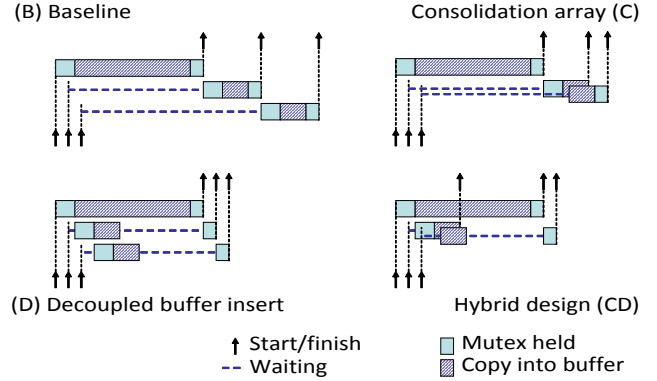 (B) Baseline
Consolidation array (C)
(D) Decoupled buffer insert
Hybrid design (CD)
Start/finish
Mutex held
Waiting
Copy into buffer